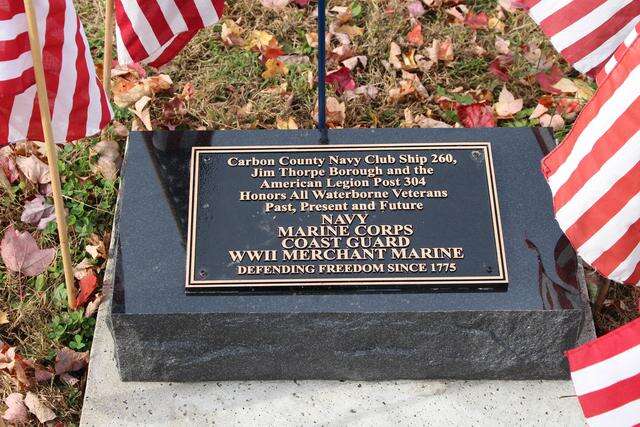 Carbon County Navy Club Ship 260,
Jim Thorpe Borough and the
American Legion Post 304
Honors All Waterborne Veterans
Past, Present and Future
NAVY
MARINE CORPS
COAST GUARD
WWII MERCHANT MARINE
DEFENDING FREEDOM SINCE 1775